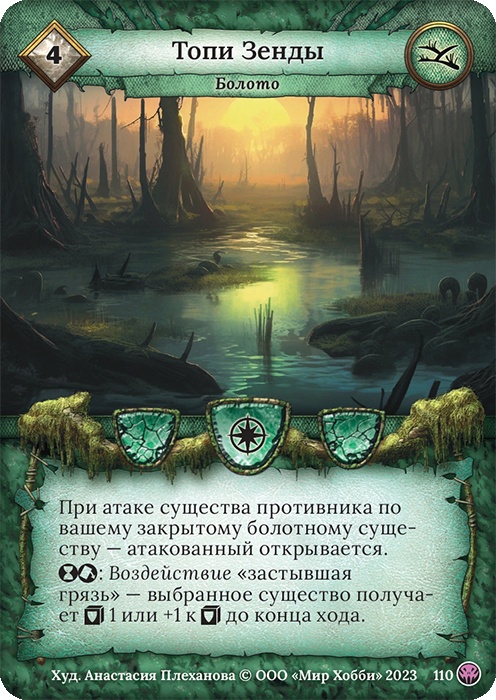 4
Топи Зенды
Болото
При атаке существа противника по
вашему закрытому болотному суще-
ству — атакованный открывается.
: Воздействие «застывшая
грязь» — выбранное существо получа-
ет 1 или +1 к до конца хода.
Худ. Анастасия Плеханова © ООО «Мир Хобби» 2023 110